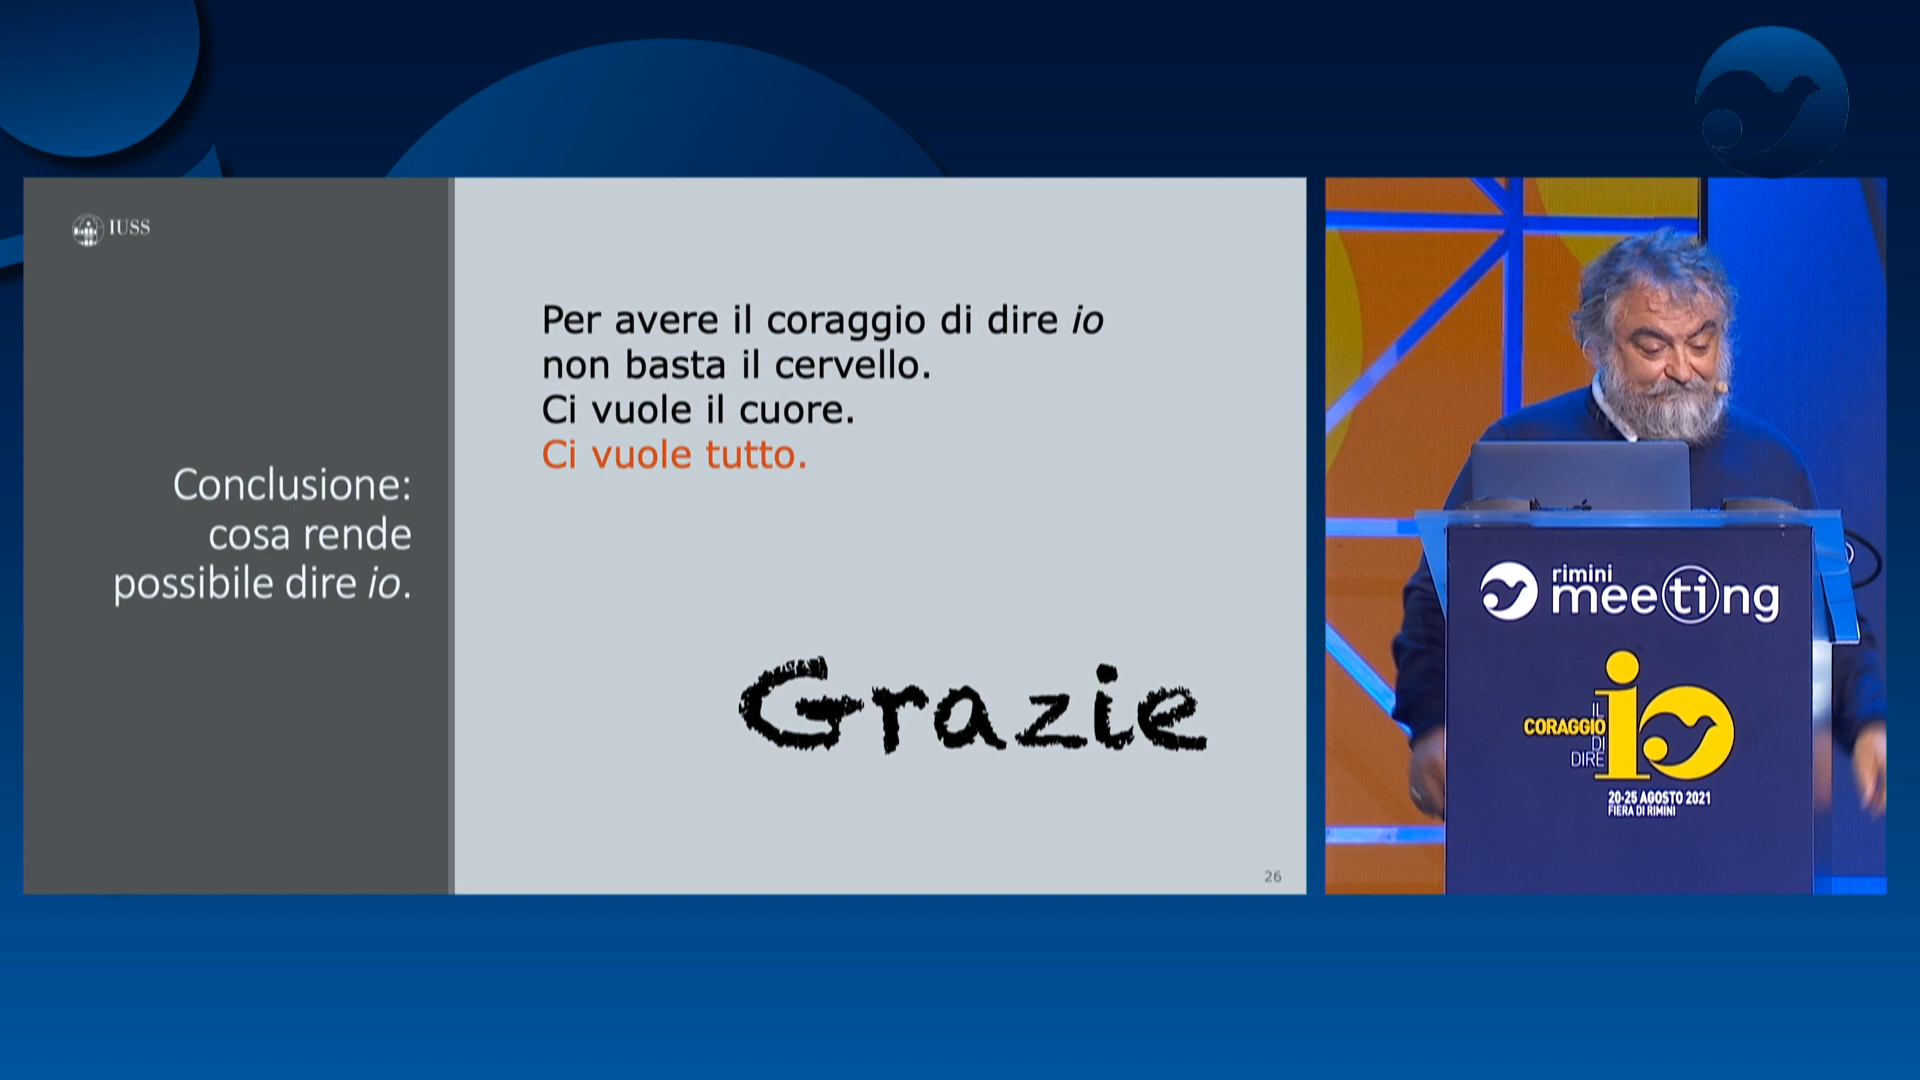 IUSS
Conclusione:
cosa rende
possibile dire io.
Per avere il coraggio di dire io
non basta il cervello.
Ci vuole il cuore.
Ci vuole tutto.
Grazie
26
rimini
meeting
IL
CORAGGIO
DI
DIRE
io
20-25 AGOSTO 2021
FIERA DI RIMINI